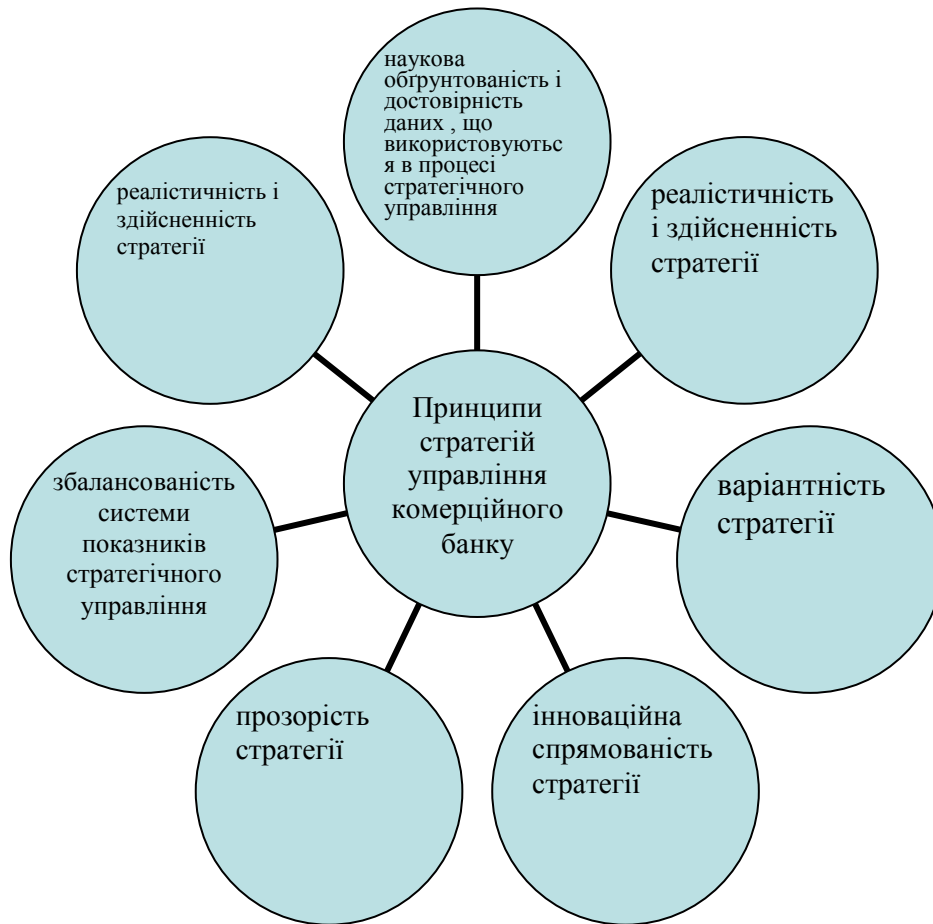 наукова
обґрунтованість і
достовірність
даних , що
використовуютьс
я в процесі
стратегічного
управління
реалістичність
і здійсненність
стратегії
варіантність
стратегії
інноваційна
спрямованість
стратегії
прозорість
стратегії
збалансованість
системи
показників
стратегічного
управління
реалістичність і
здійсненність
стратегії
Принципи
стратегій
управління
комерційного
банку